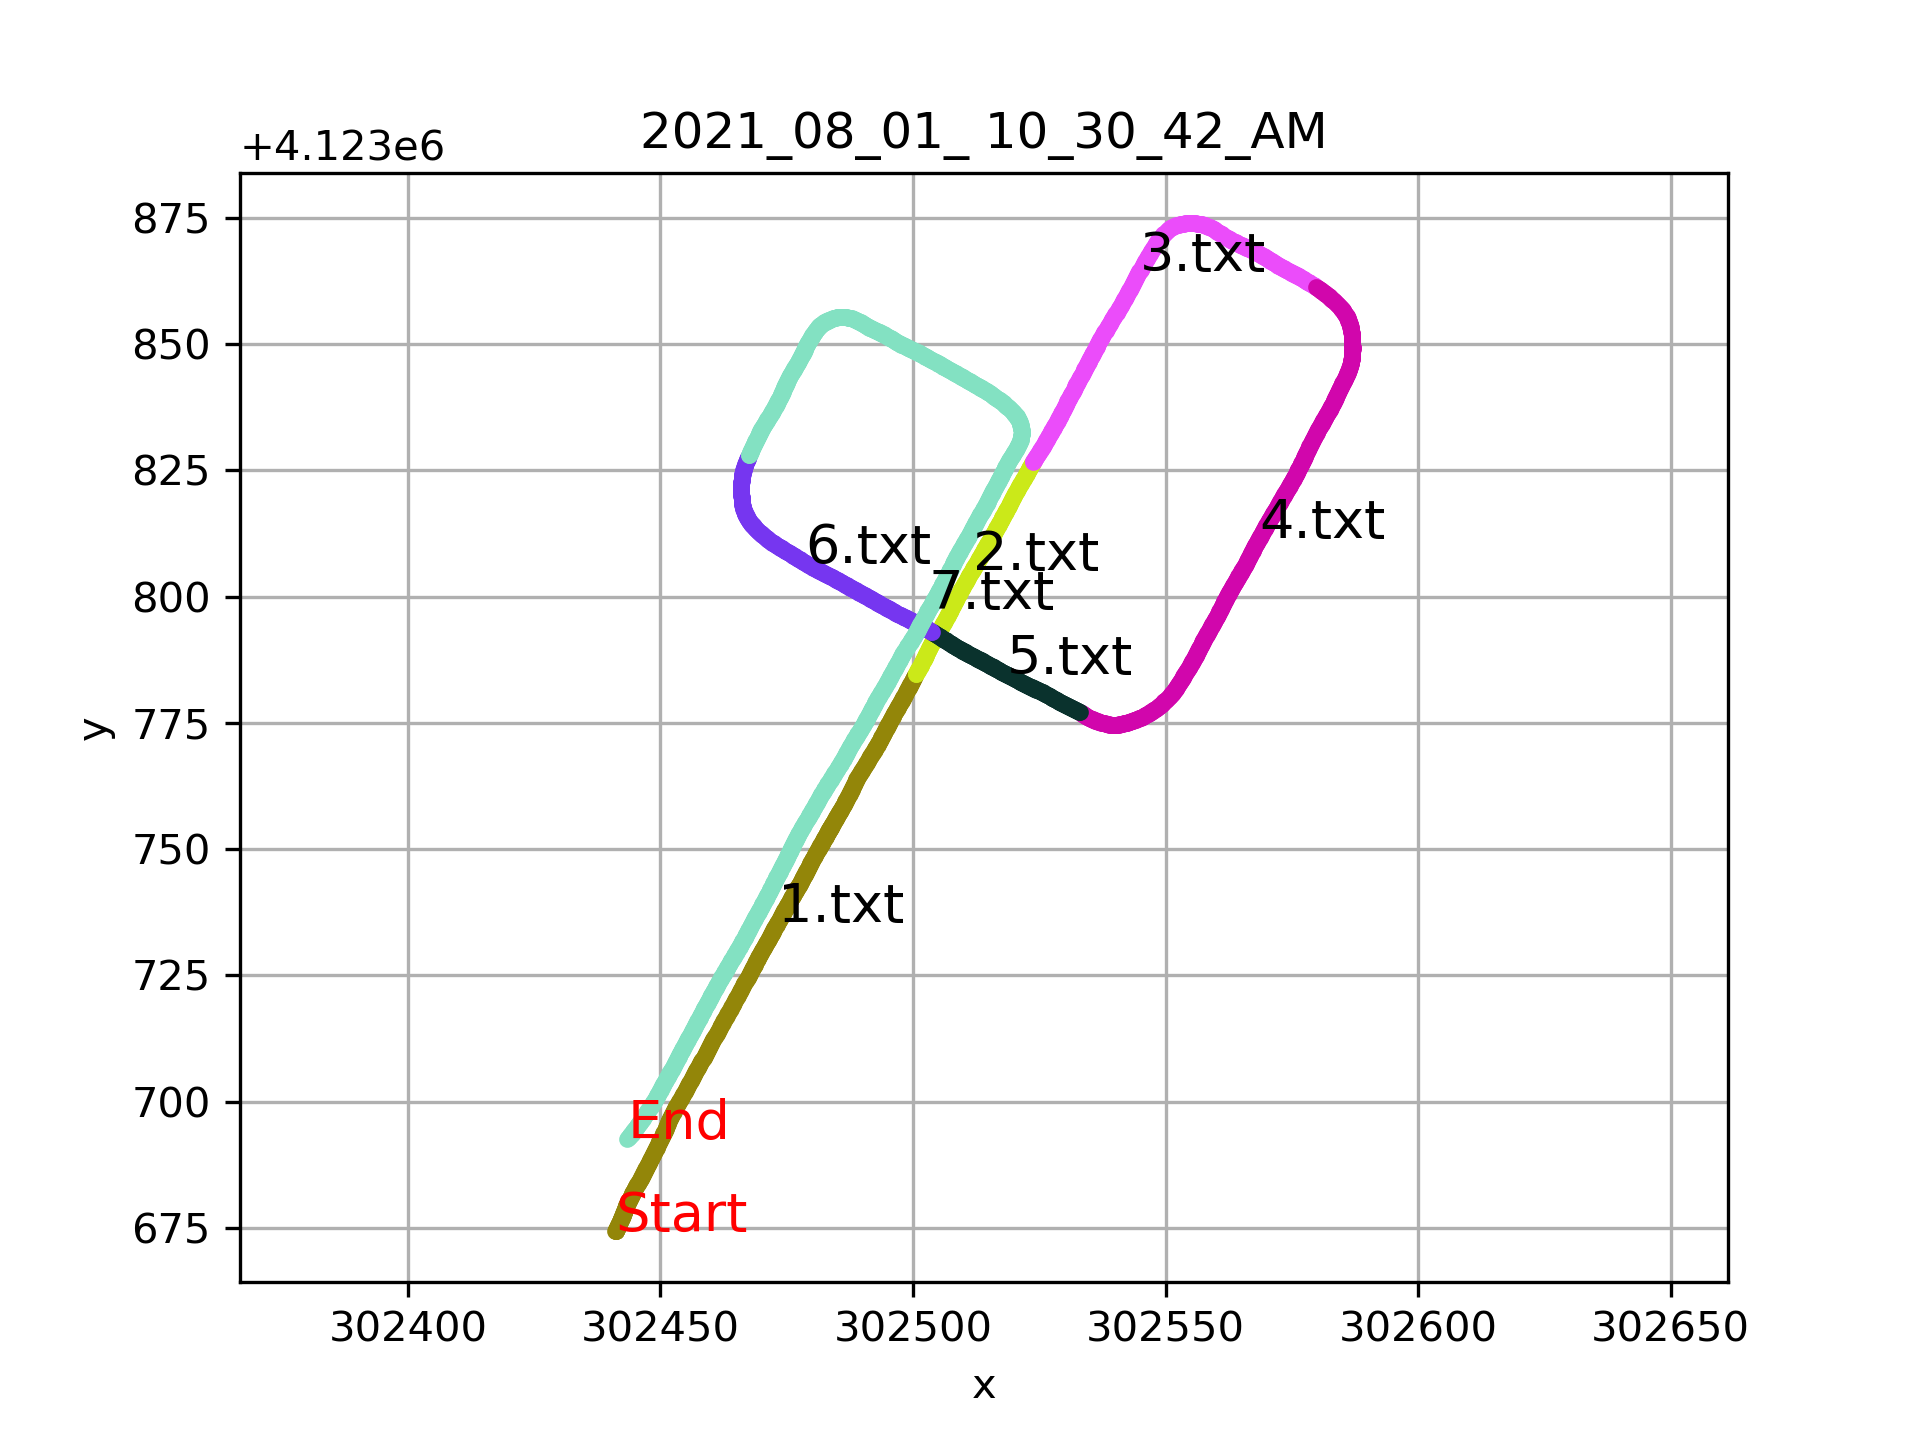 2021_08_01_ 10_30_42_AM
+4.123e6
875
850
825
800
775
750
725
700
675
y
3.txt
4.txt
6.txt
2.txt
7.txt
5.txt
1.txt
End
Start
302400
302450
302500
302550
302600
302650
x